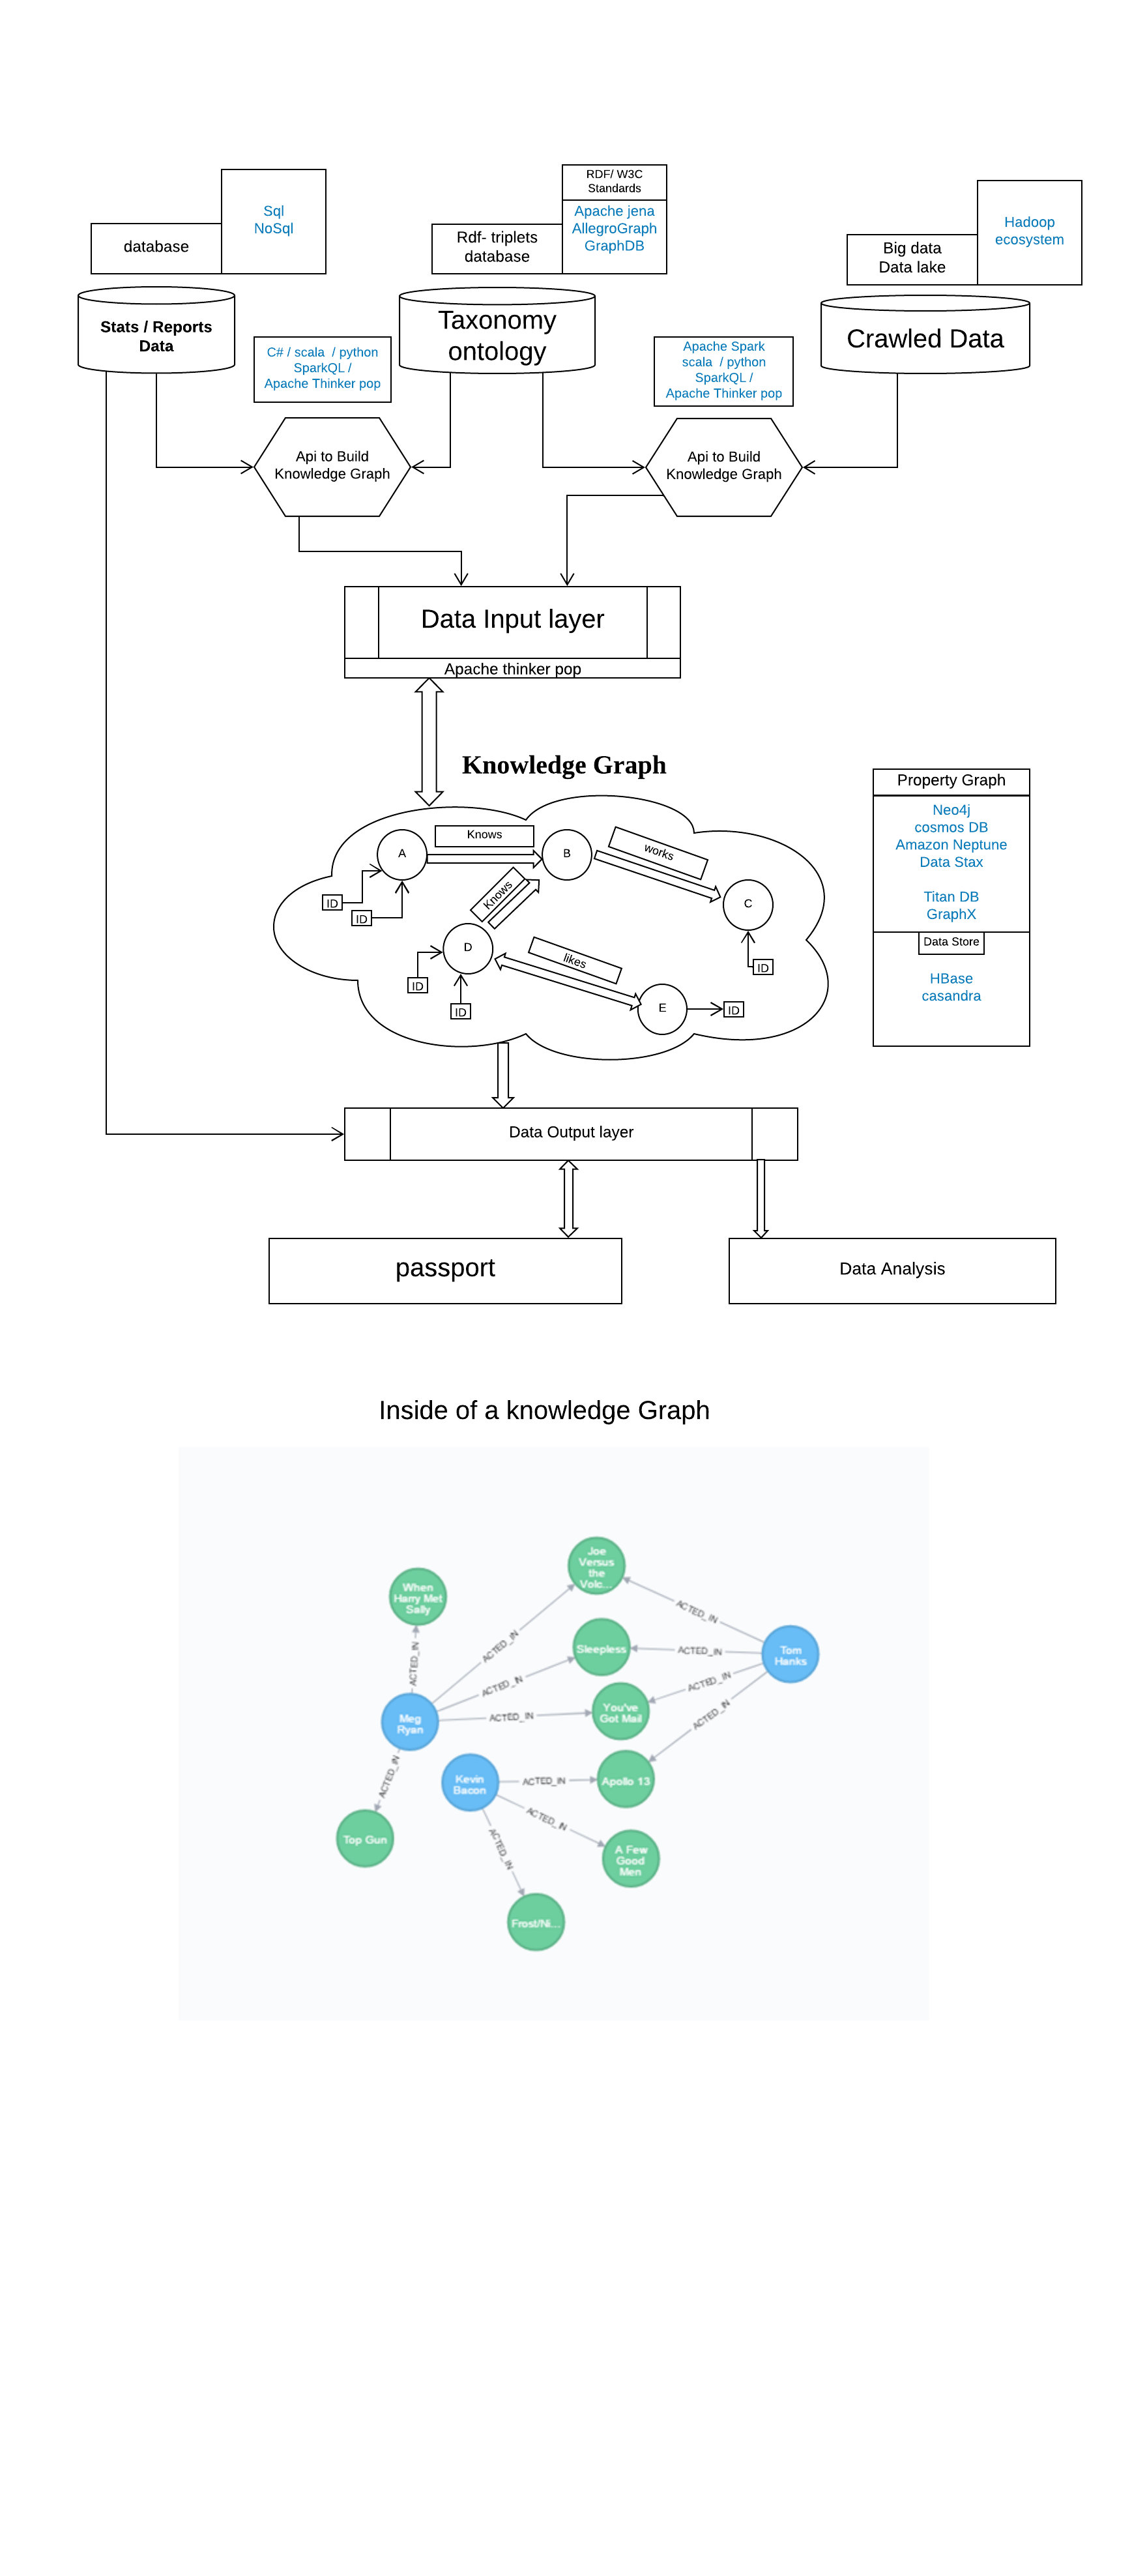 Sql
NoSql
database
RDF/ W3C
Standards
Apache jena
AllegroGraph
GraphDB
Rdf- triplets
database
Hadoop
ecosystem
Big data
Data lake
Stats / Reports
Data
Taxonomy
ontology
Crawled Data
C# / scala / python
SparkQL /
Apache Thinker pop
Apache Spark
scala / python
SparkQL /
Apache Thinker pop
Api to Build
Knowledge Graph
Api to Build
Knowledge Graph
Data Input layer
Apache thinker pop
Knowledge Graph
Property Graph
Neo4j
cosmos DB
Amazon Neptune
Data Stax
Titan DB
GraphX
Data Store
HBase
casandra
Knows
A
B
works
C
ID
ID
Knows
D
likes
ID
ID
ID
E
ID
Data Output layer
passport
Data Analysis
Inside of a knowledge Graph
Joe
Versus
the
Volc...
When
Harry Met
Sally
ACTED_IN
Tom
Hanks
ACTED_IN
Sleepless
ACTED_IN
ACTED_IN
ACTED_IN
ACTED_IN
You've
Got Mail
ACTED_IN
Meg
Ryan
ACTED_IN
ACTED_IN
Kevin
Bacon
ACTED_IN
Apollo 13
ACTED_IN
ACTED_IN
Top Gun
ACTED_IN
A Few
Good
Men
Frost/Ni...